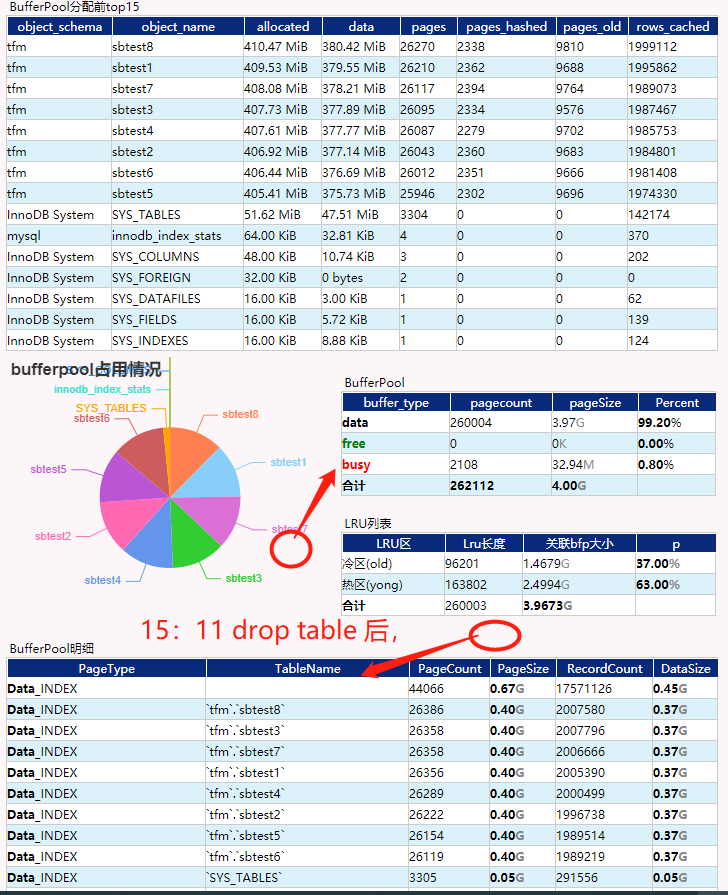 BufferPool分配前top15
object_schema object_name allocated data pages pages_hashed pages_old rows_cached
tfm sbtest8 410.47 MiB 380.42 MiB 26270 2338 9810 1999112
tfm sbtest1 409.53 MiB 379.55 MiB 26210 2362 9688 1995862
tfm sbtest7 408.08 MiB 378.21 MiB 26117 2394 9764 1989073
tfm sbtest3 407.73 MiB 377.89 MiB 26095 2334 9576 1987467
tfm sbtest4 407.61 MiB 377.77 MiB 26087 2279 9702 1985753
tfm sbtest2 406.92 MiB 377.14 MiB 26043 2360 9683 1984801
tfm sbtest6 406.44 MiB 376.69 MiB 26012 2351 9666 1981408
tfm sbtest5 405.41 MiB 375.73 MiB 25946 2302 9696 1974330
InnoDB System SYS_TABLES 51.62 MiB 47.51 MiB 3304 0 0 142174
mysql innodb_index_stats 64.00 KiB 32.81 KiB 4 0 0 370
InnoDB System SYS_COLUMNS 48.00 KiB 10.74 KiB 3 0 0 202
InnoDB System SYS_FOREIGN 32.00 KiB 0 bytes 2 0 0 0
InnoDB System SYS_DATAFILES 16.00 KiB 3.00 KiB 1 0 0 62
InnoDB System SYS_FIELDS 16.00 KiB 5.72 KiB 1 0 0 139
InnoDB System SYS_INDEXES 16.00 KiB 8.88 KiB 1 0 0 124
bufferpool占用情况
innodb_index_stats
SYS_TABLES
sbtest6
sbtest8
sbtest5
sbtest1
sbtest2
sbtest7
sbtest4
sbtest3
BufferPool
buffer_type pagecount pageSize Percent
data 260004 3.97G 99.20%
free 0 0K 0.00%
busy 2108 32.94M 0.80%
合计 262112 4.00G
LRU列表
LRU区 Lru长度 关联bfp大小 p
冷区(old) 96201 1.4679G 37.00%
热区(yong) 163802 2.4994G 63.00%
合计 260003 3.9673G
15：11 drop table 后，
BufferPool明细
PageType TableName PageCount PageSize RecordCount DataSize
Data_INDEX 44066 0.67G 17571126 0.45G
Data_INDEX `tfm`.`sbtest8` 26386 0.40G 2007580 0.37G
Data_INDEX `tfm`.`sbtest3` 26358 0.40G 2007796 0.37G
Data_INDEX `tfm`.`sbtest7` 26358 0.40G 2006666 0.37G
Data_INDEX `tfm`.`sbtest1` 26356 0.40G 2005390 0.37G
Data_INDEX `tfm`.`sbtest4` 26289 0.40G 2000499 0.37G
Data_INDEX `tfm`.`sbtest2` 26222 0.40G 1996738 0.37G
Data_INDEX `tfm`.`sbtest5` 26154 0.40G 1989514 0.37G
Data_INDEX `tfm`.`sbtest6` 26119 0.40G 1989219 0.37G
Data_INDEX `SYS_TABLES` 3305 0.05G 291556 0.05G